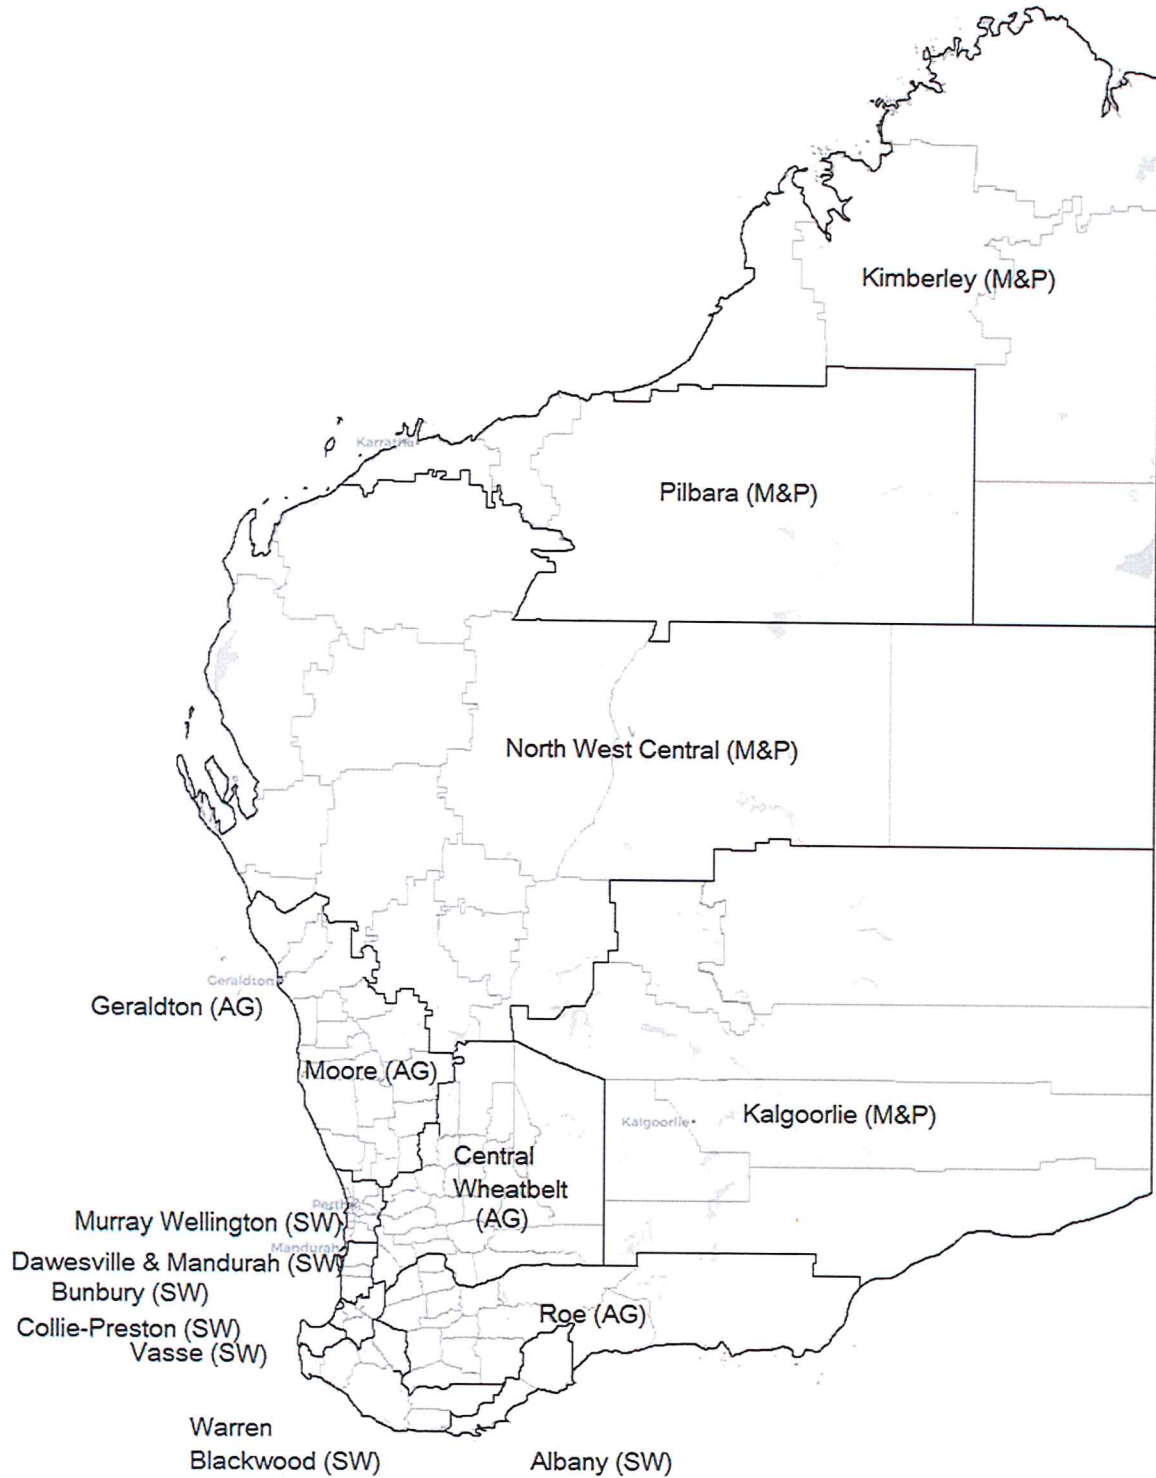 Kimberley (M&P)
Karratha
Pilbara (M&P)
North West Central (M&P)
Geraldton
Geraldton (AG)
Moore (AG)
Kalgoorlie
Kalgoorlie (M&P)
Central
Wheatbelt
(AG)
Perth
Murray Wellington (SW)
Mandurah
Dawesville & Mandurah (SW)
Bunbury (SW)
Roe (AG)
Collie-Preston (SW)
Vasse (SW)
Warren
Blackwood (SW)
Albany (SW)